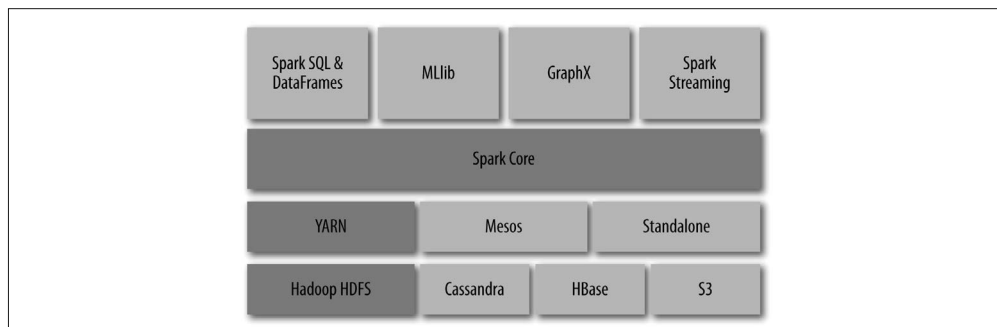 Spark SQL &
DataFrames
MLlib
GraphX
Spark
Streaming
Spark Core
YARN
Mesos
Standalone
Hadoop HDFS
Cassandra
HBase
S3